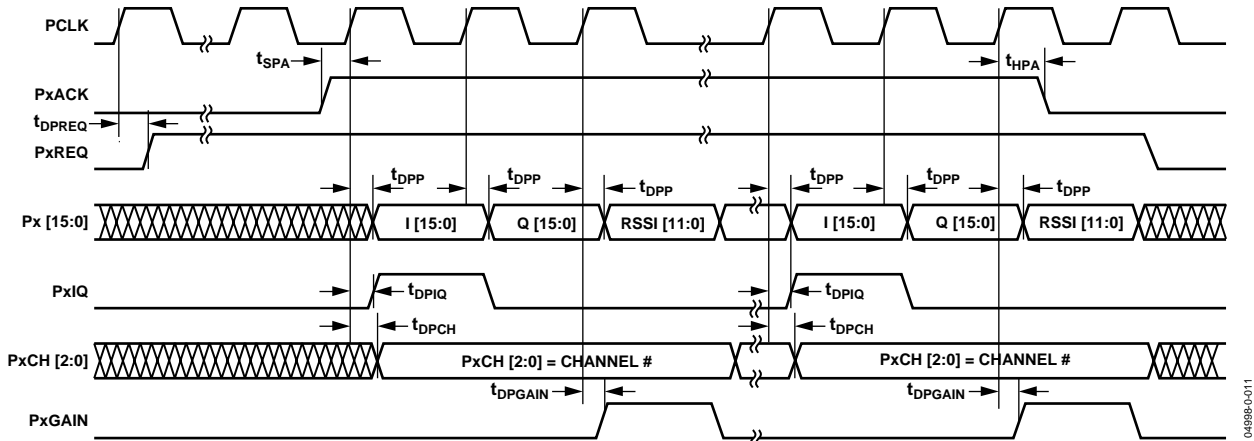 PCLK
tSPA
tHPA
PxACK
tDPREQ
PxREQ
tDPP tDPP tDPP tDPP tDPP tDPP
Px [15:0] I [15:0] Q [15:0] RSSI [11:0] I [15:0] Q [15:0] RSSI [11:0]
PxIQ tDPIQ tDPIQ
tDPCH tDPCH
PxCH [2:0] PxCH [2:0] = CHANNEL # PxCH [2:0] = CHANNEL #
tDPGAIN tDPGAIN
PxGAIN
04998-0-011